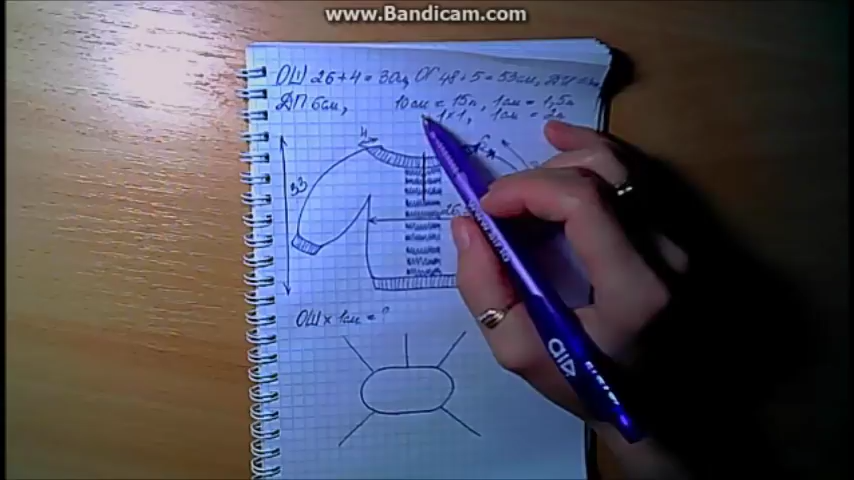 www.Bandicam.com
ОШ 26+4=30см, ОГ 48+5=53см,
ДП 6см, 10см = 15п, 1см = 1,5п
1×1, 1см = 2п
33
26
ОШ × 1см = ?